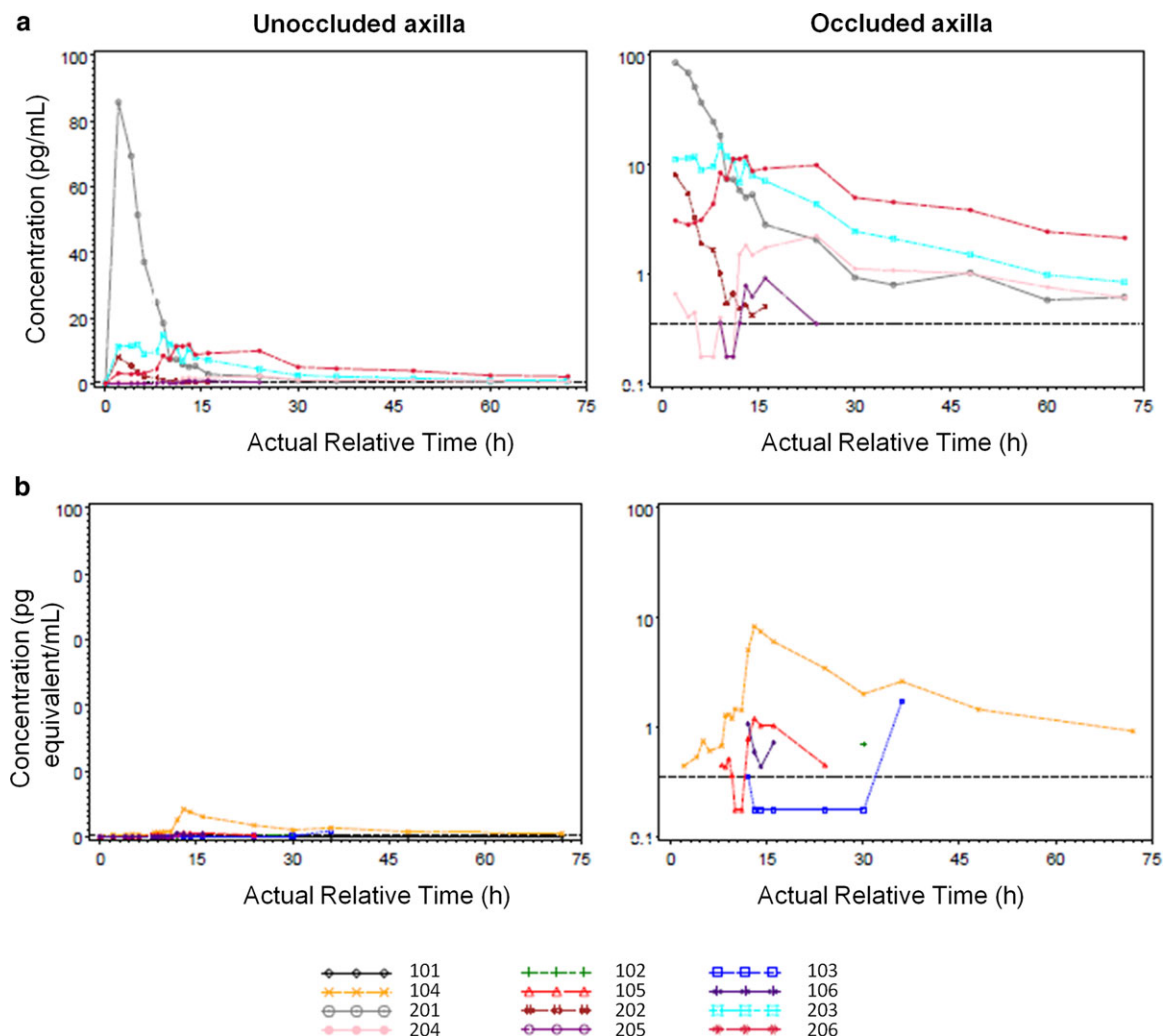 a
Unoccluded axilla
Occluded axilla
Concentration (pg/mL)
100
80
60
40
20
0
0 15 30 45 60 75
Actual Relative Time (h)
100
10
1
0.1
0 15 30 45 60 75
Actual Relative Time (h)
b
Concentration (pg
equivalent/mL)
100
0
0
0
0
0
0 15 30 45 60 75
Actual Relative Time (h)
100
10
1
0.1
0 15 30 45 60 75
Actual Relative Time (h)
101 102 103
104 105 106
201 202 203
204 205 206